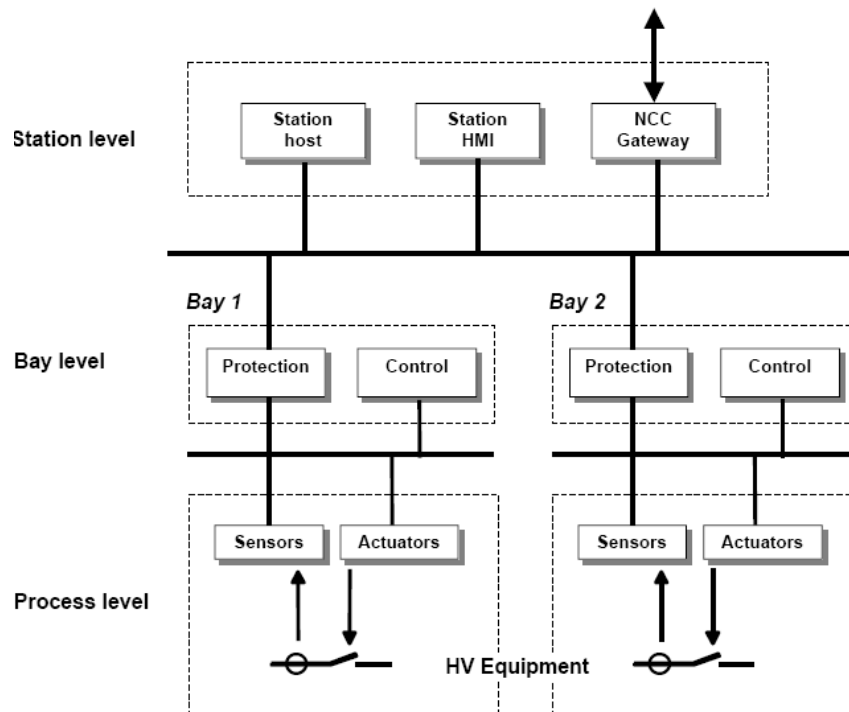 Station level
Station
host
Station
HMI
NCC
Gateway
Bay 1
Bay 2
Bay level
Protection
Control
Protection
Control
Sensors
Actuators
Sensors
Actuators
Process level
HV Equipment